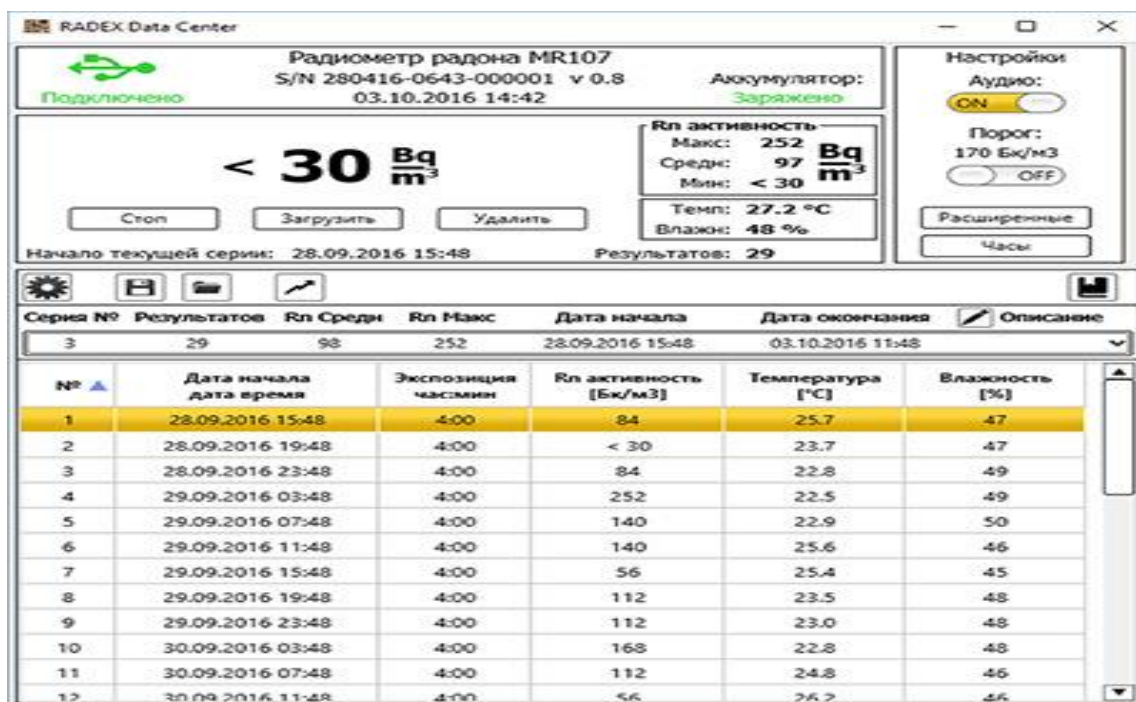 RADEX Data Center
Радиометр радона MR107
S/N 280416-0643-000001 v 0.8
03.10.2016 14:42
Подключено
Аккумулятор:
Заряжено
Настройки
Аудио:
ON
Порог:
170 Бк/м3
OFF
Расширенные
Часы
< 30 Bq/m³
Rn активность
Макс: 252
Средн: 97
Мин: < 30
Bq/m³
Темп: 27.2 °C
Влажн: 48 %
Стоп Загрузить Удалить
Начало текущей серии: 28.09.2016 15:48 Результатов: 29
Серия № Результатов Rn Средн Rn Макс Дата начала Дата окончания Описание
3 29 98 252 28.09.2016 15:48 03.10.2016 11:48
№ Дата начала дата время Экспозиция час:мин Rn активность [Бк/м3] Температура [°C] Влажность [%]
1 28.09.2016 15:48 4:00 84 25.7 47
2 28.09.2016 19:48 4:00 < 30 23.7 47
3 28.09.2016 23:48 4:00 84 22.8 49
4 29.09.2016 03:48 4:00 252 22.5 49
5 29.09.2016 07:48 4:00 140 22.9 50
6 29.09.2016 11:48 4:00 140 25.6 46
7 29.09.2016 15:48 4:00 56 25.4 45
8 29.09.2016 19:48 4:00 112 23.5 48
9 29.09.2016 23:48 4:00 112 23.0 48
10 30.09.2016 03:48 4:00 168 22.8 48
11 30.09.2016 07:48 4:00 112 24.8 46
12 30.09.2016 11:48 4:00 56 26.2 46